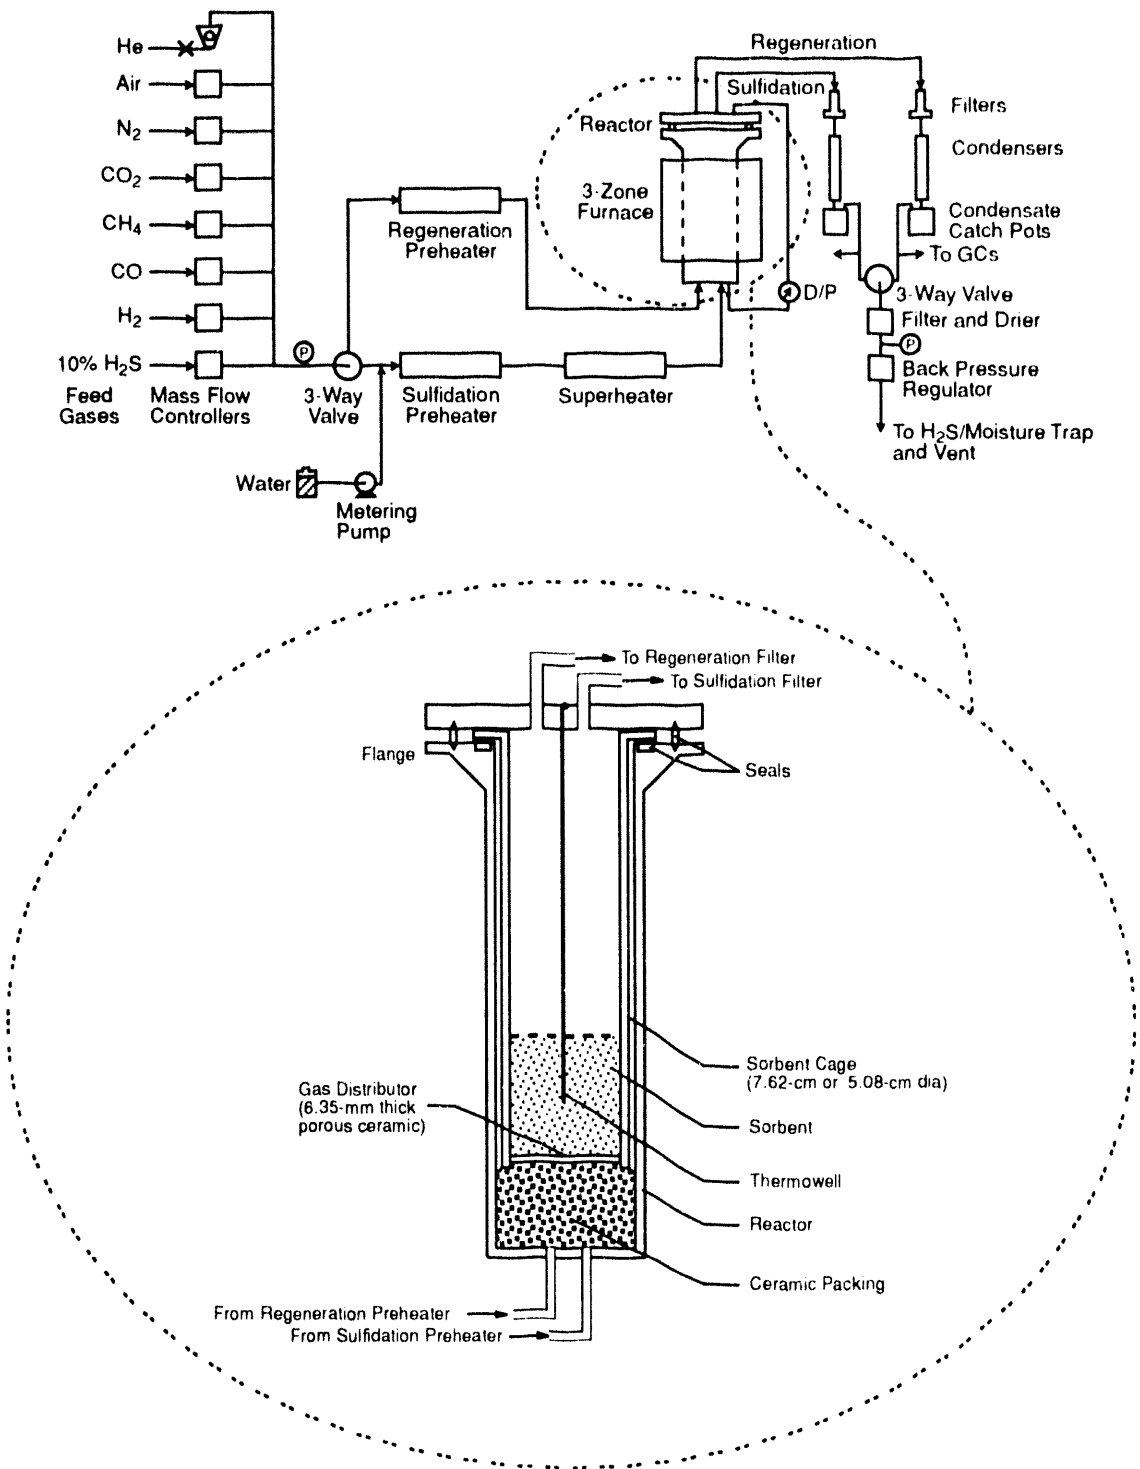 He
Air
N2
CO2
CH4
CO
H2
10% H2S
Feed
Gases
Mass Flow
Controllers
P
3-Way
Valve
Regeneration
Preheater
Sulfidation
Preheater
Superheater
Water
Metering
Pump
Regeneration
Sulfidation
Reactor
3-Zone
Furnace
D/P
Filters
Condensers
Condensate
Catch Pots
To GCs
3-Way Valve
Filter and Drier
P
Back Pressure
Regulator
To H2S/Moisture Trap
and Vent
To Regeneration Filter
To Sulfidation Filter
Flange
Seals
Sorbent Cage
(7.62-cm or 5.08-cm dia)
Gas Distributor
(6.35-mm thick
porous ceramic)
Sorbent
Thermowell
Reactor
Ceramic Packing
From Regeneration Preheater
From Sulfidation Preheater